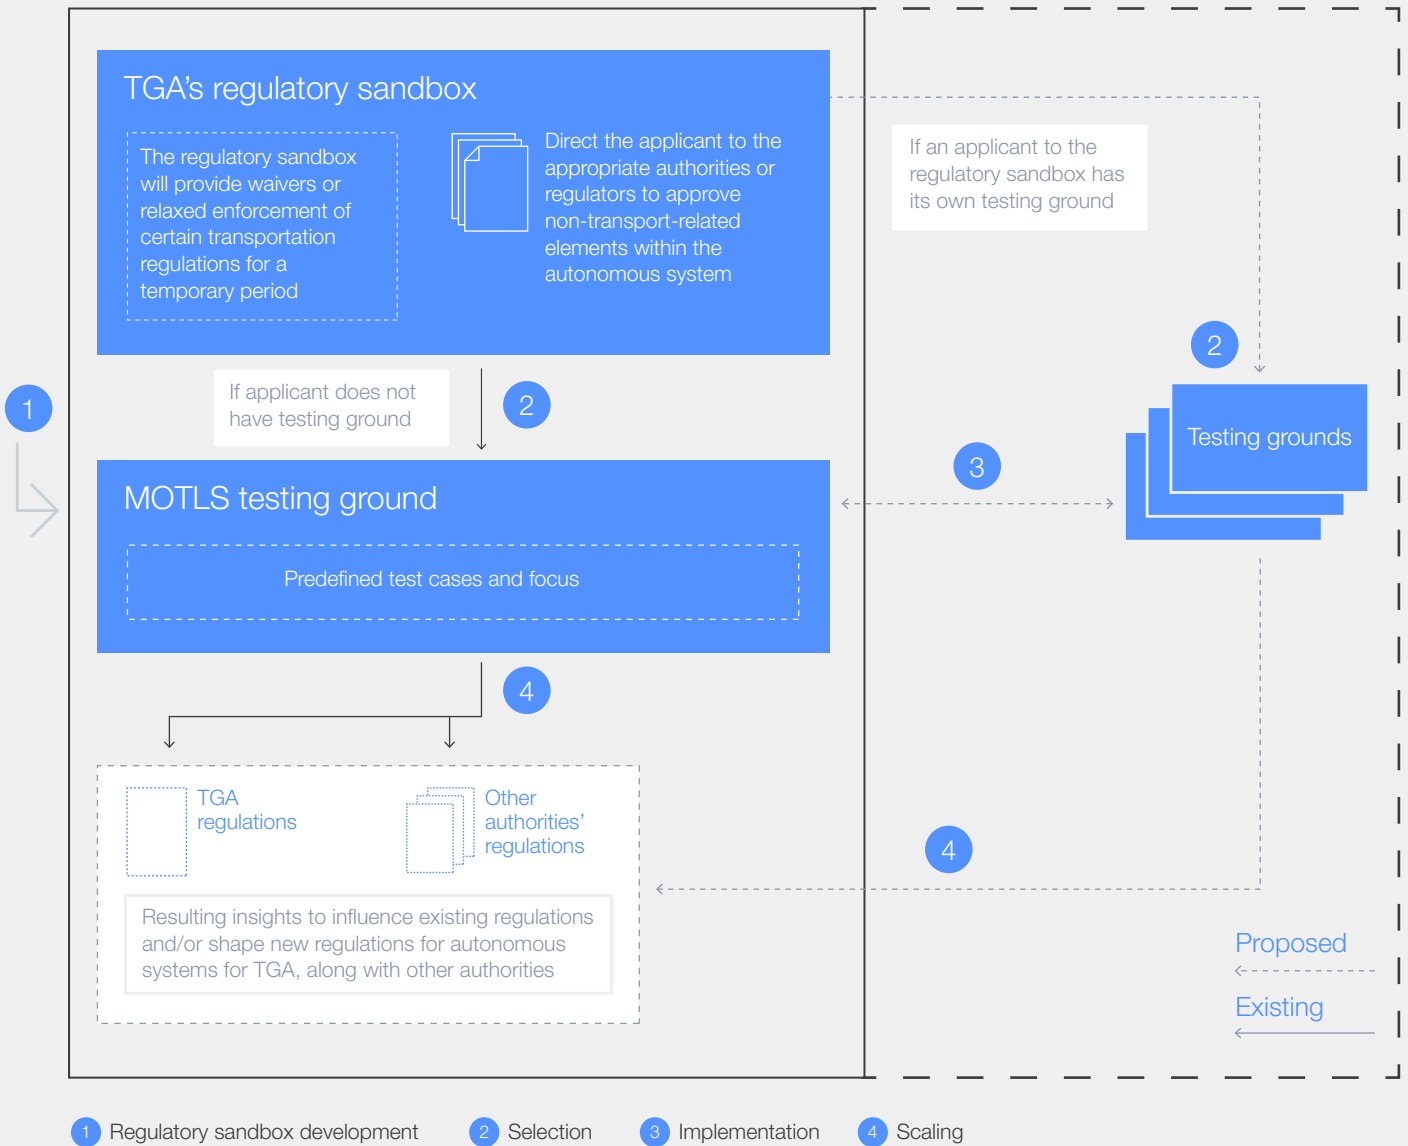 TGA’s regulatory sandbox
The regulatory sandbox
will provide waivers or
relaxed enforcement of
certain transportation
regulations for a
temporary period
Direct the applicant to the
appropriate authorities or
regulators to approve
non-transport-related
elements within the
autonomous system
If an applicant to the
regulatory sandbox has
its own testing ground
2
Testing grounds
1
If applicant does not
have testing ground
2
3
MOTLS testing ground
Predefined test cases and focus
4
TGA
regulations
Other
authorities’
regulations
4
Resulting insights to influence existing regulations
and/or shape new regulations for autonomous
systems for TGA, along with other authorities
Proposed
Existing
1 Regulatory sandbox development
2 Selection
3 Implementation
4 Scaling